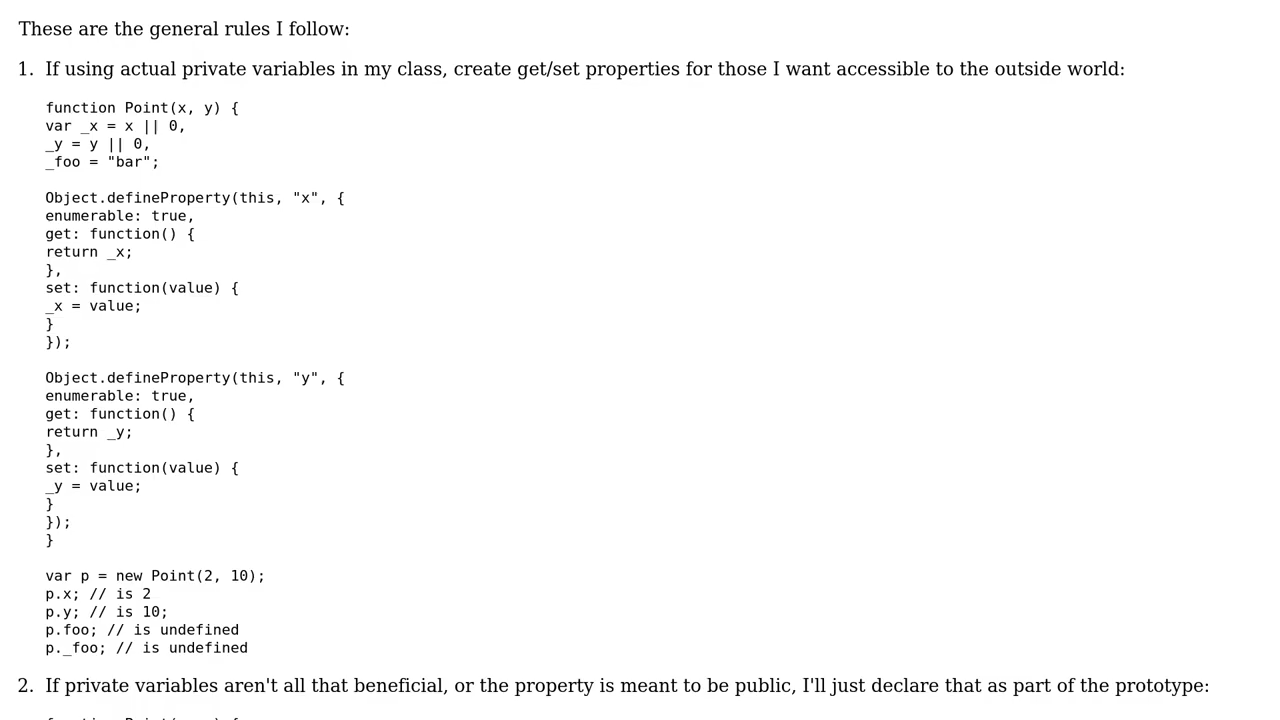 These are the general rules I follow:
1. If using actual private variables in my class, create get/set properties for those I want accessible to the outside world:
function Point(x, y) {
var _x = x || 0,
_y = y || 0,
_foo = "bar";
Object.defineProperty(this, "x", {
enumerable: true,
get: function() {
return _x;
},
set: function(value) {
_x = value;
}
});
Object.defineProperty(this, "y", {
enumerable: true,
get: function() {
return _y;
},
set: function(value) {
_y = value;
}
});
}
var p = new Point(2, 10);
p.x; // is 2
p.y; // is 10;
p.foo; // is undefined
p._foo; // is undefined
2. If private variables aren't all that beneficial, or the property is meant to be public, I'll just declare that as part of the prototype: